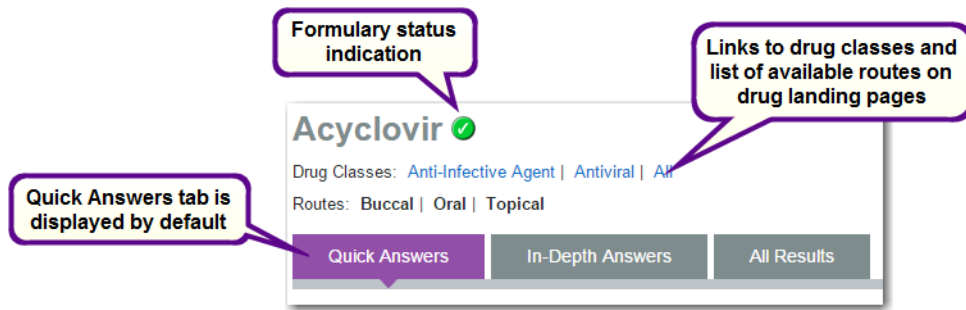 Formulary status
indication
Links to drug classes and
list of available routes on
drug landing pages
Acyclovir
Drug Classes: Anti-Infective Agent | Antiviral | All
Routes: Buccal | Oral | Topical
Quick Answers tab is
displayed by default
Quick Answers In-Depth Answers All Results